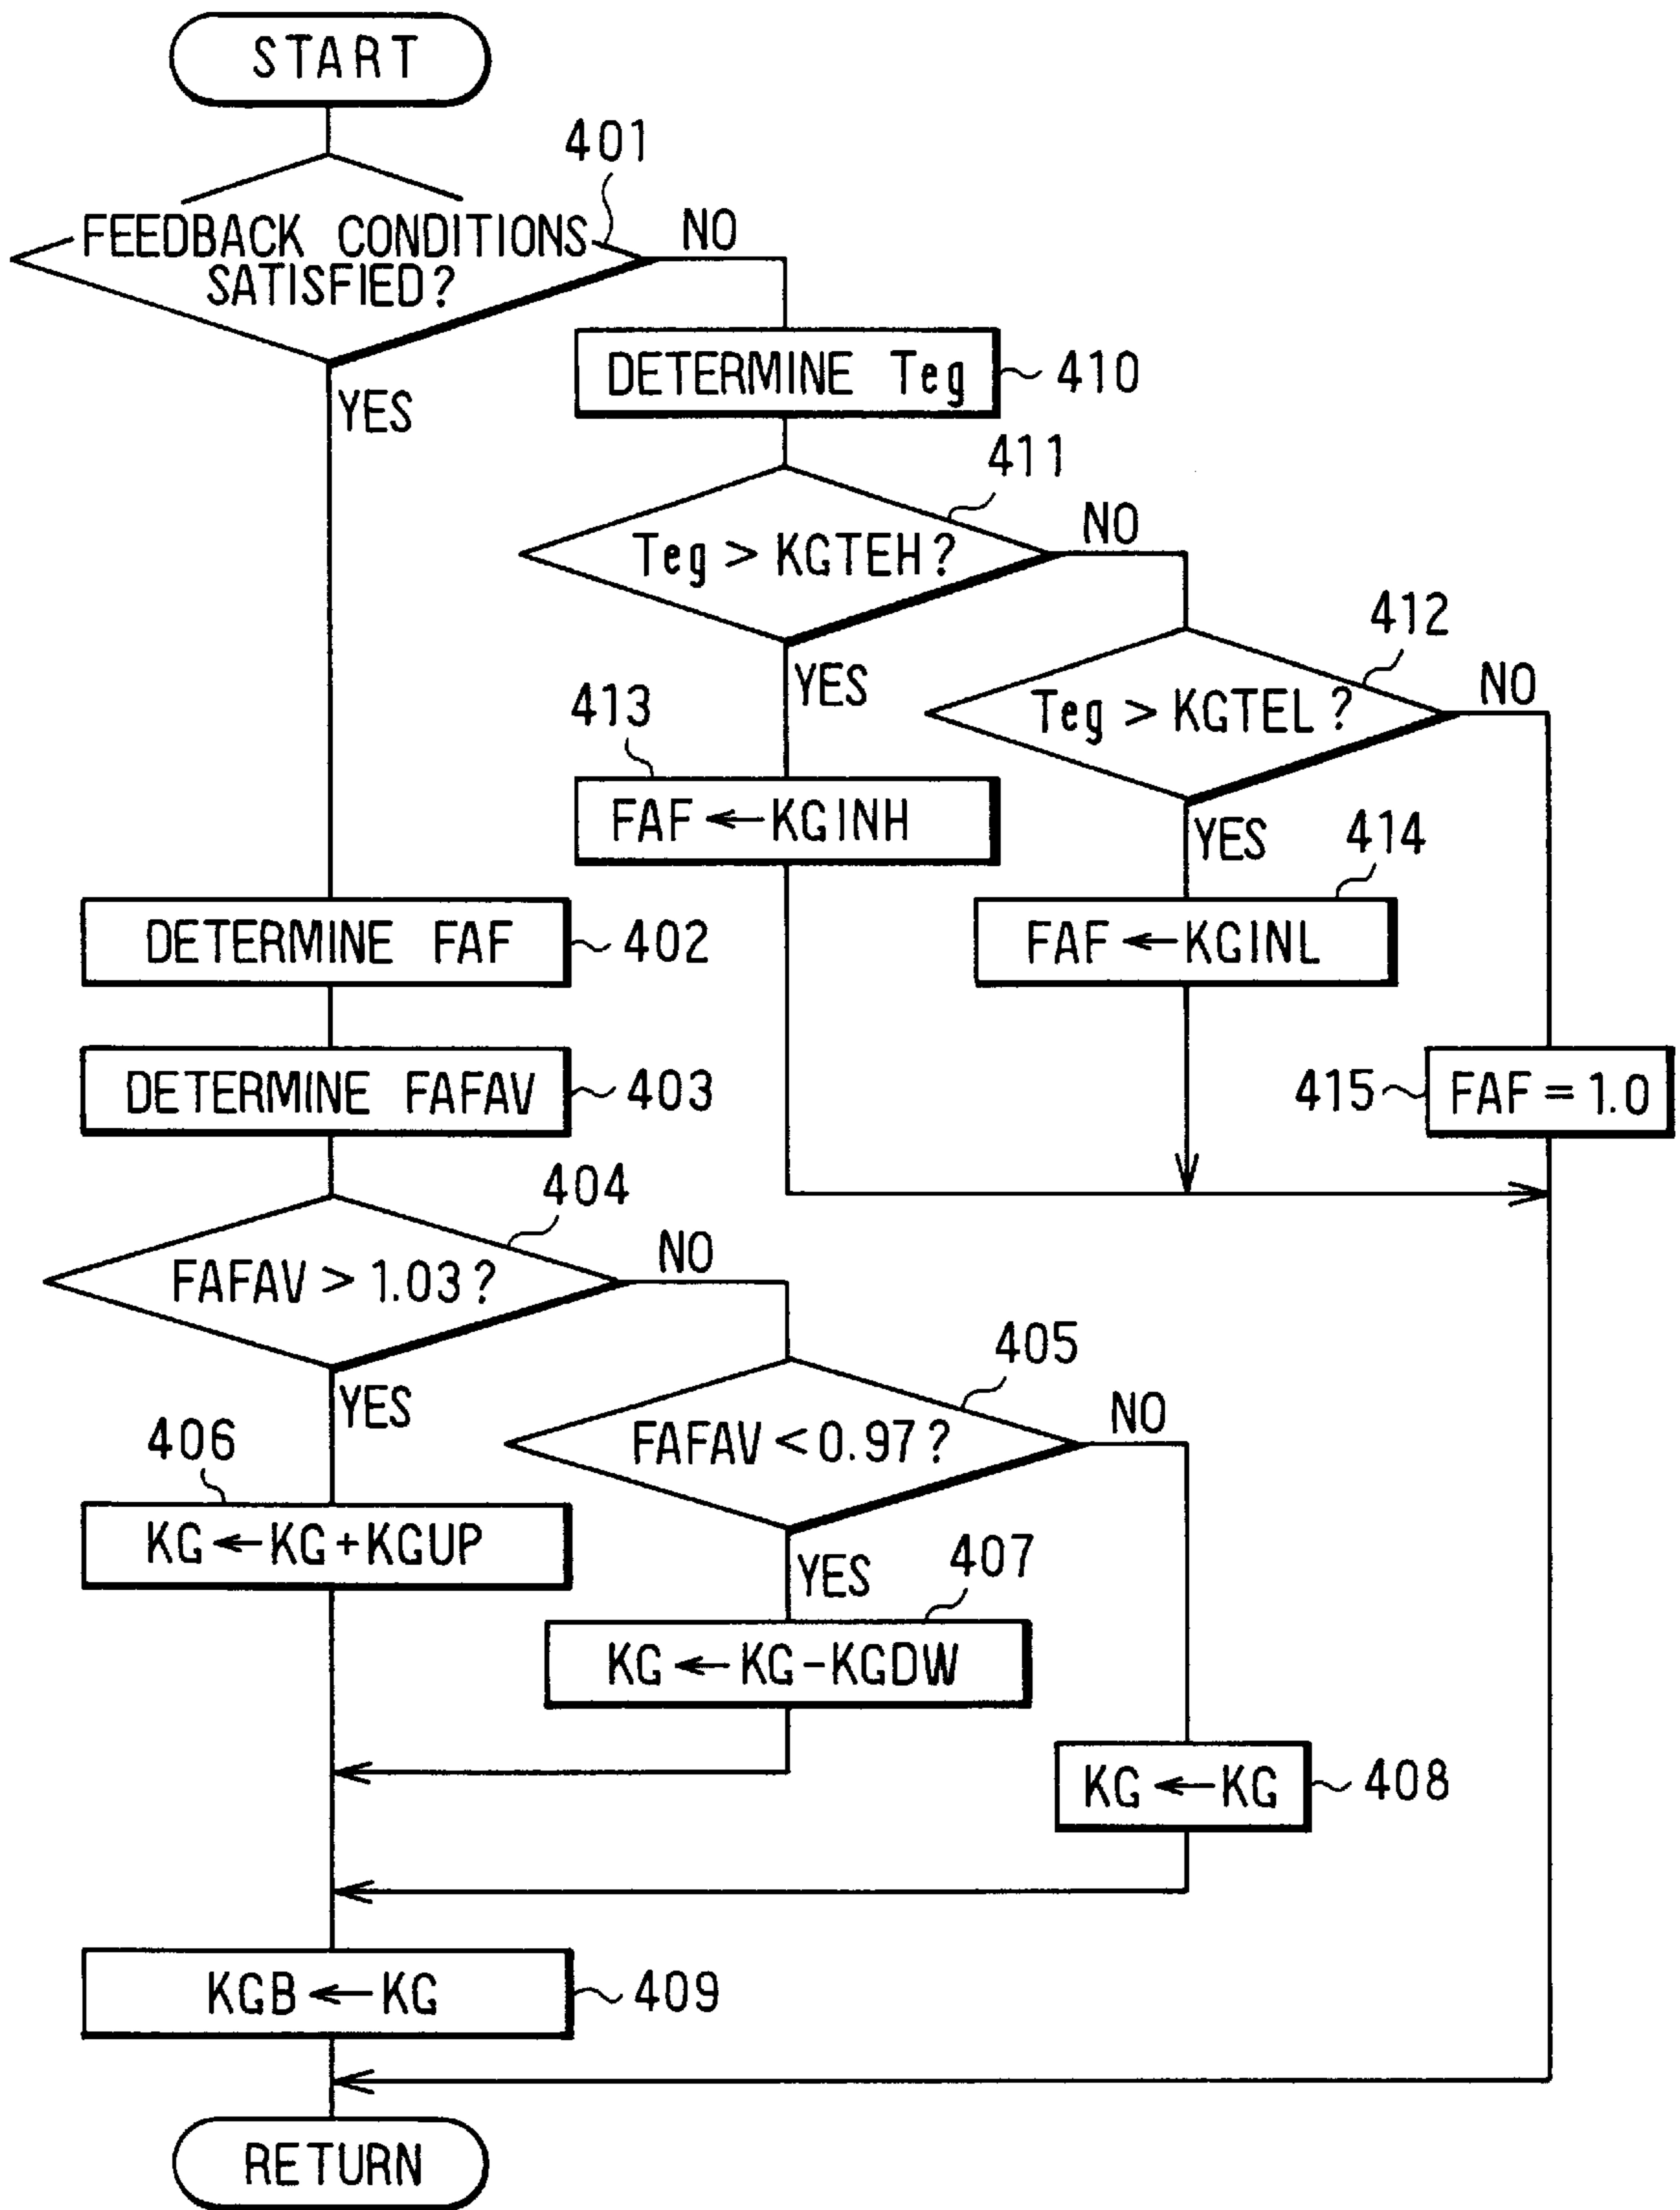 START
401
FEEDBACK CONDITIONS
SATISFIED?
NO
YES
DETERMINE Teg
410
411
Teg > KGTEH?
NO
YES
412
Teg > KGTEL?
NO
YES
413
FAF ← KGINH
414
FAF ← KGINL
DETERMINE FAF
402
DETERMINE FAFAV
403
415
FAF = 1.0
404
FAFAV > 1.03?
NO
YES
405
FAFAV < 0.97?
NO
YES
406
KG ← KG + KGUP
407
KG ← KG - KGDW
KG ← KG
408
KGB ← KG
409
RETURN